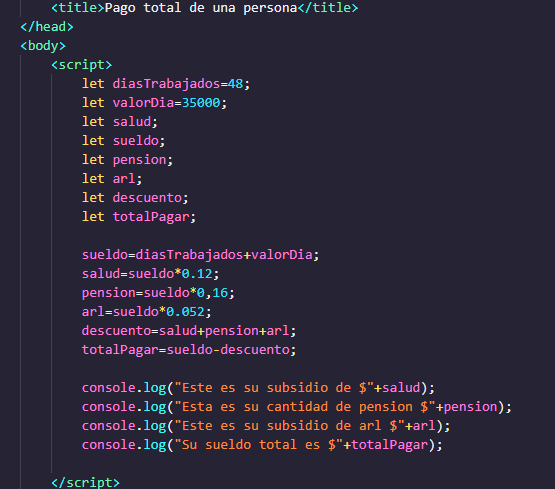 <title>Pago total de una persona</title>
</head>
<body>
<script>
let diasTrabajados=48;
let valorDia=35000;
let salud;
let sueldo;
let pension;
let arl;
let descuento;
let totalPagar;
sueldo=diasTrabajados+valorDia;
salud=sueldo*0.12;
pension=sueldo*0,16;
arl=sueldo*0.052;
descuento=salud+pension+arl;
totalPagar=sueldo-descuento;
console.log("Este es su subsidio de $"+salud);
console.log("Esta es su cantidad de pension $"+pension);
console.log("Este es su subsidio de arl $"+arl);
console.log("Su sueldo total es $"+totalPagar);
</script>